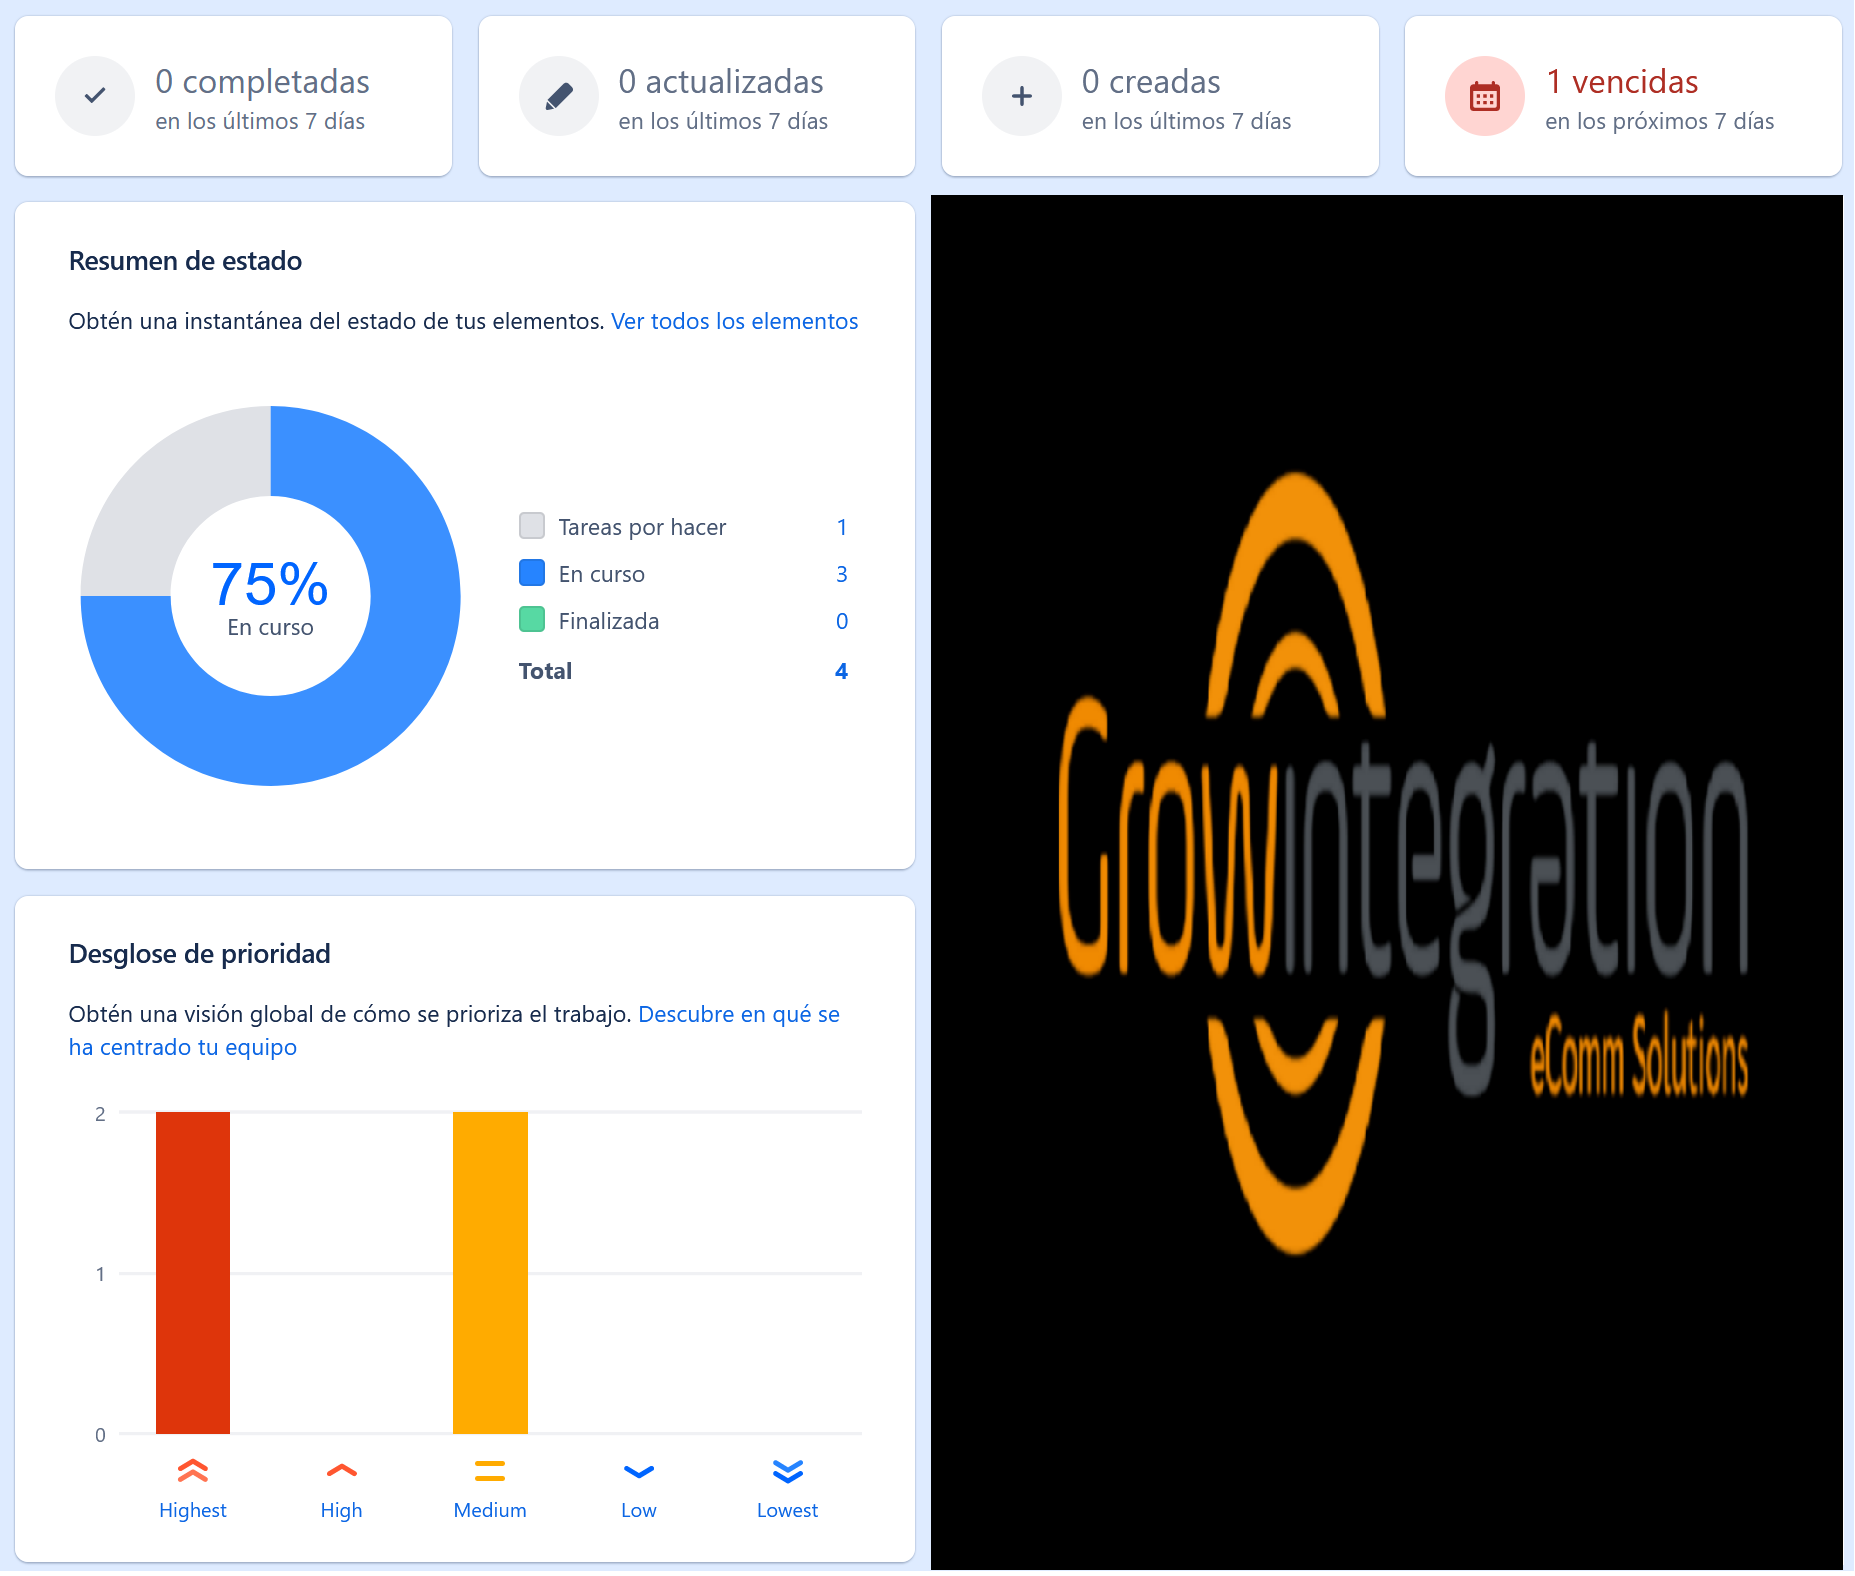 0 completadas
en los últimos 7 días
0 actualizadas
en los últimos 7 días
0 creadas
en los últimos 7 días
1 vencidas
en los próximos 7 días
Resumen de estado
Obtén una instantánea del estado de tus elementos. Ver todos los elementos
75%
En curso
Tareas por hacer 1
En curso 3
Finalizada 0
Total 4
Desglose de prioridad
Obtén una visión global de cómo se prioriza el trabajo. Descubre en qué se
ha centrado tu equipo
2
1
0
Highest High Medium Low Lowest
Growintegration
eComm Solutions